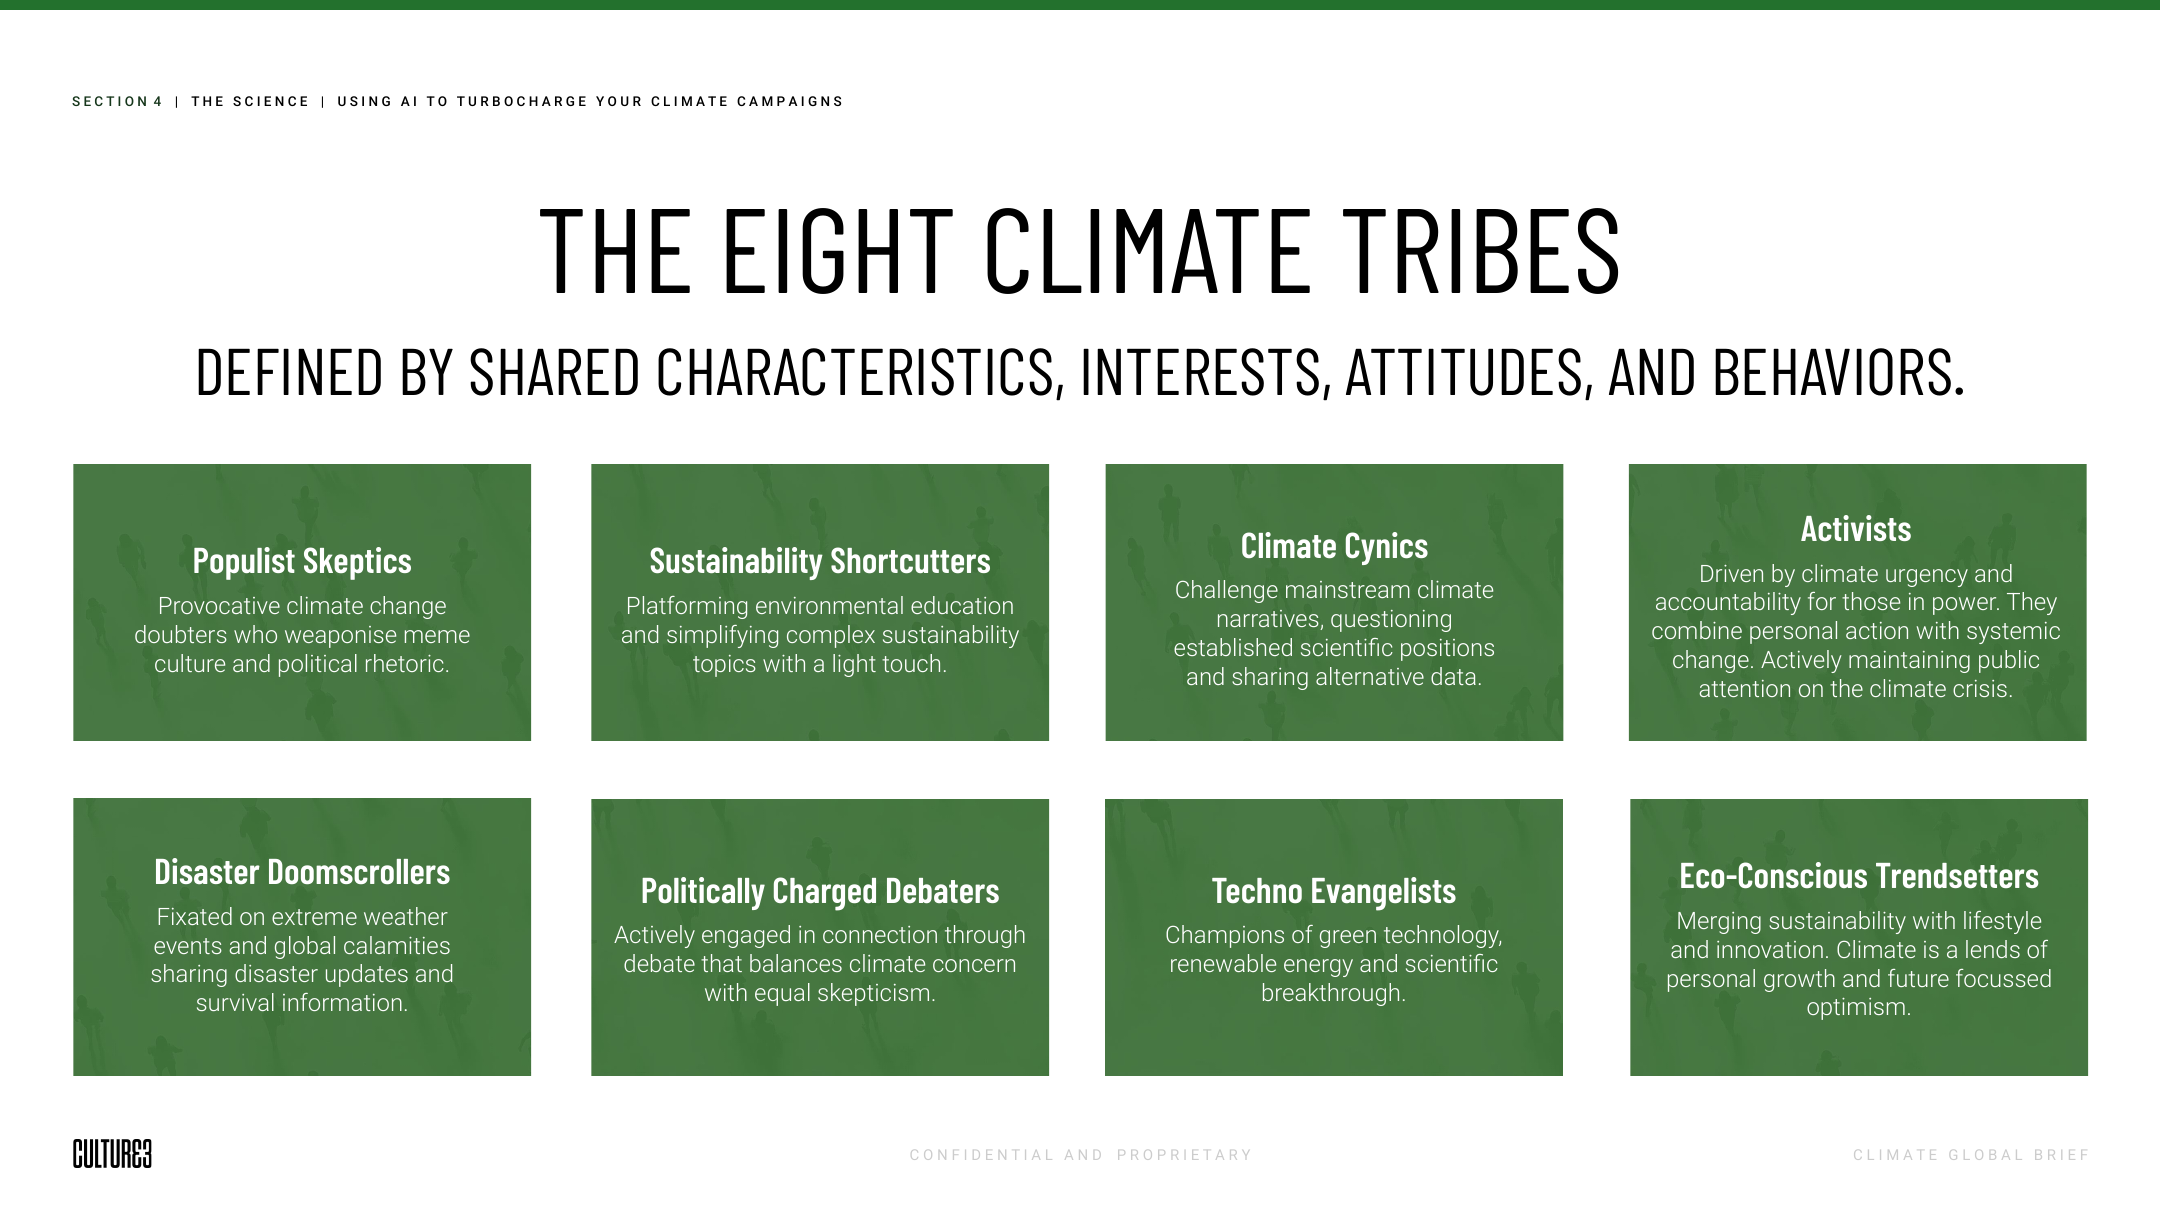 SECTION 4 | THE SCIENCE | USING AI TO TURBOCHARGE YOUR CLIMATE CAMPAIGNS
THE EIGHT CLIMATE TRIBES
DEFINED BY SHARED CHARACTERISTICS, INTERESTS, ATTITUDES, AND BEHAVIORS.
Populist Skeptics
Provocative climate change
doubters who weaponise meme
culture and political rhetoric.
Sustainability Shortcutters
Platforming environmental education
and simplifying complex sustainability
topics with a light touch.
Climate Cynics
Challenge mainstream climate
narratives, questioning
established scientific positions
and sharing alternative data.
Activists
Driven by climate urgency and
accountability for those in power. They
combine personal action with systemic
change. Actively maintaining public
attention on the climate crisis.
Disaster Doomscrollers
Fixated on extreme weather
events and global calamities
sharing disaster updates and
survival information.
Politically Charged Debaters
Actively engaged in connection through
debate that balances climate concern
with equal skepticism.
Techno Evangelists
Champions of green technology,
renewable energy and scientific
breakthrough.
Eco-Conscious Trendsetters
Merging sustainability with lifestyle
and innovation. Climate is a lends of
personal growth and future focussed
optimism.
CULTURE3
CONFIDENTIAL AND PROPRIETARY
CLIMATE GLOBAL BRIEF